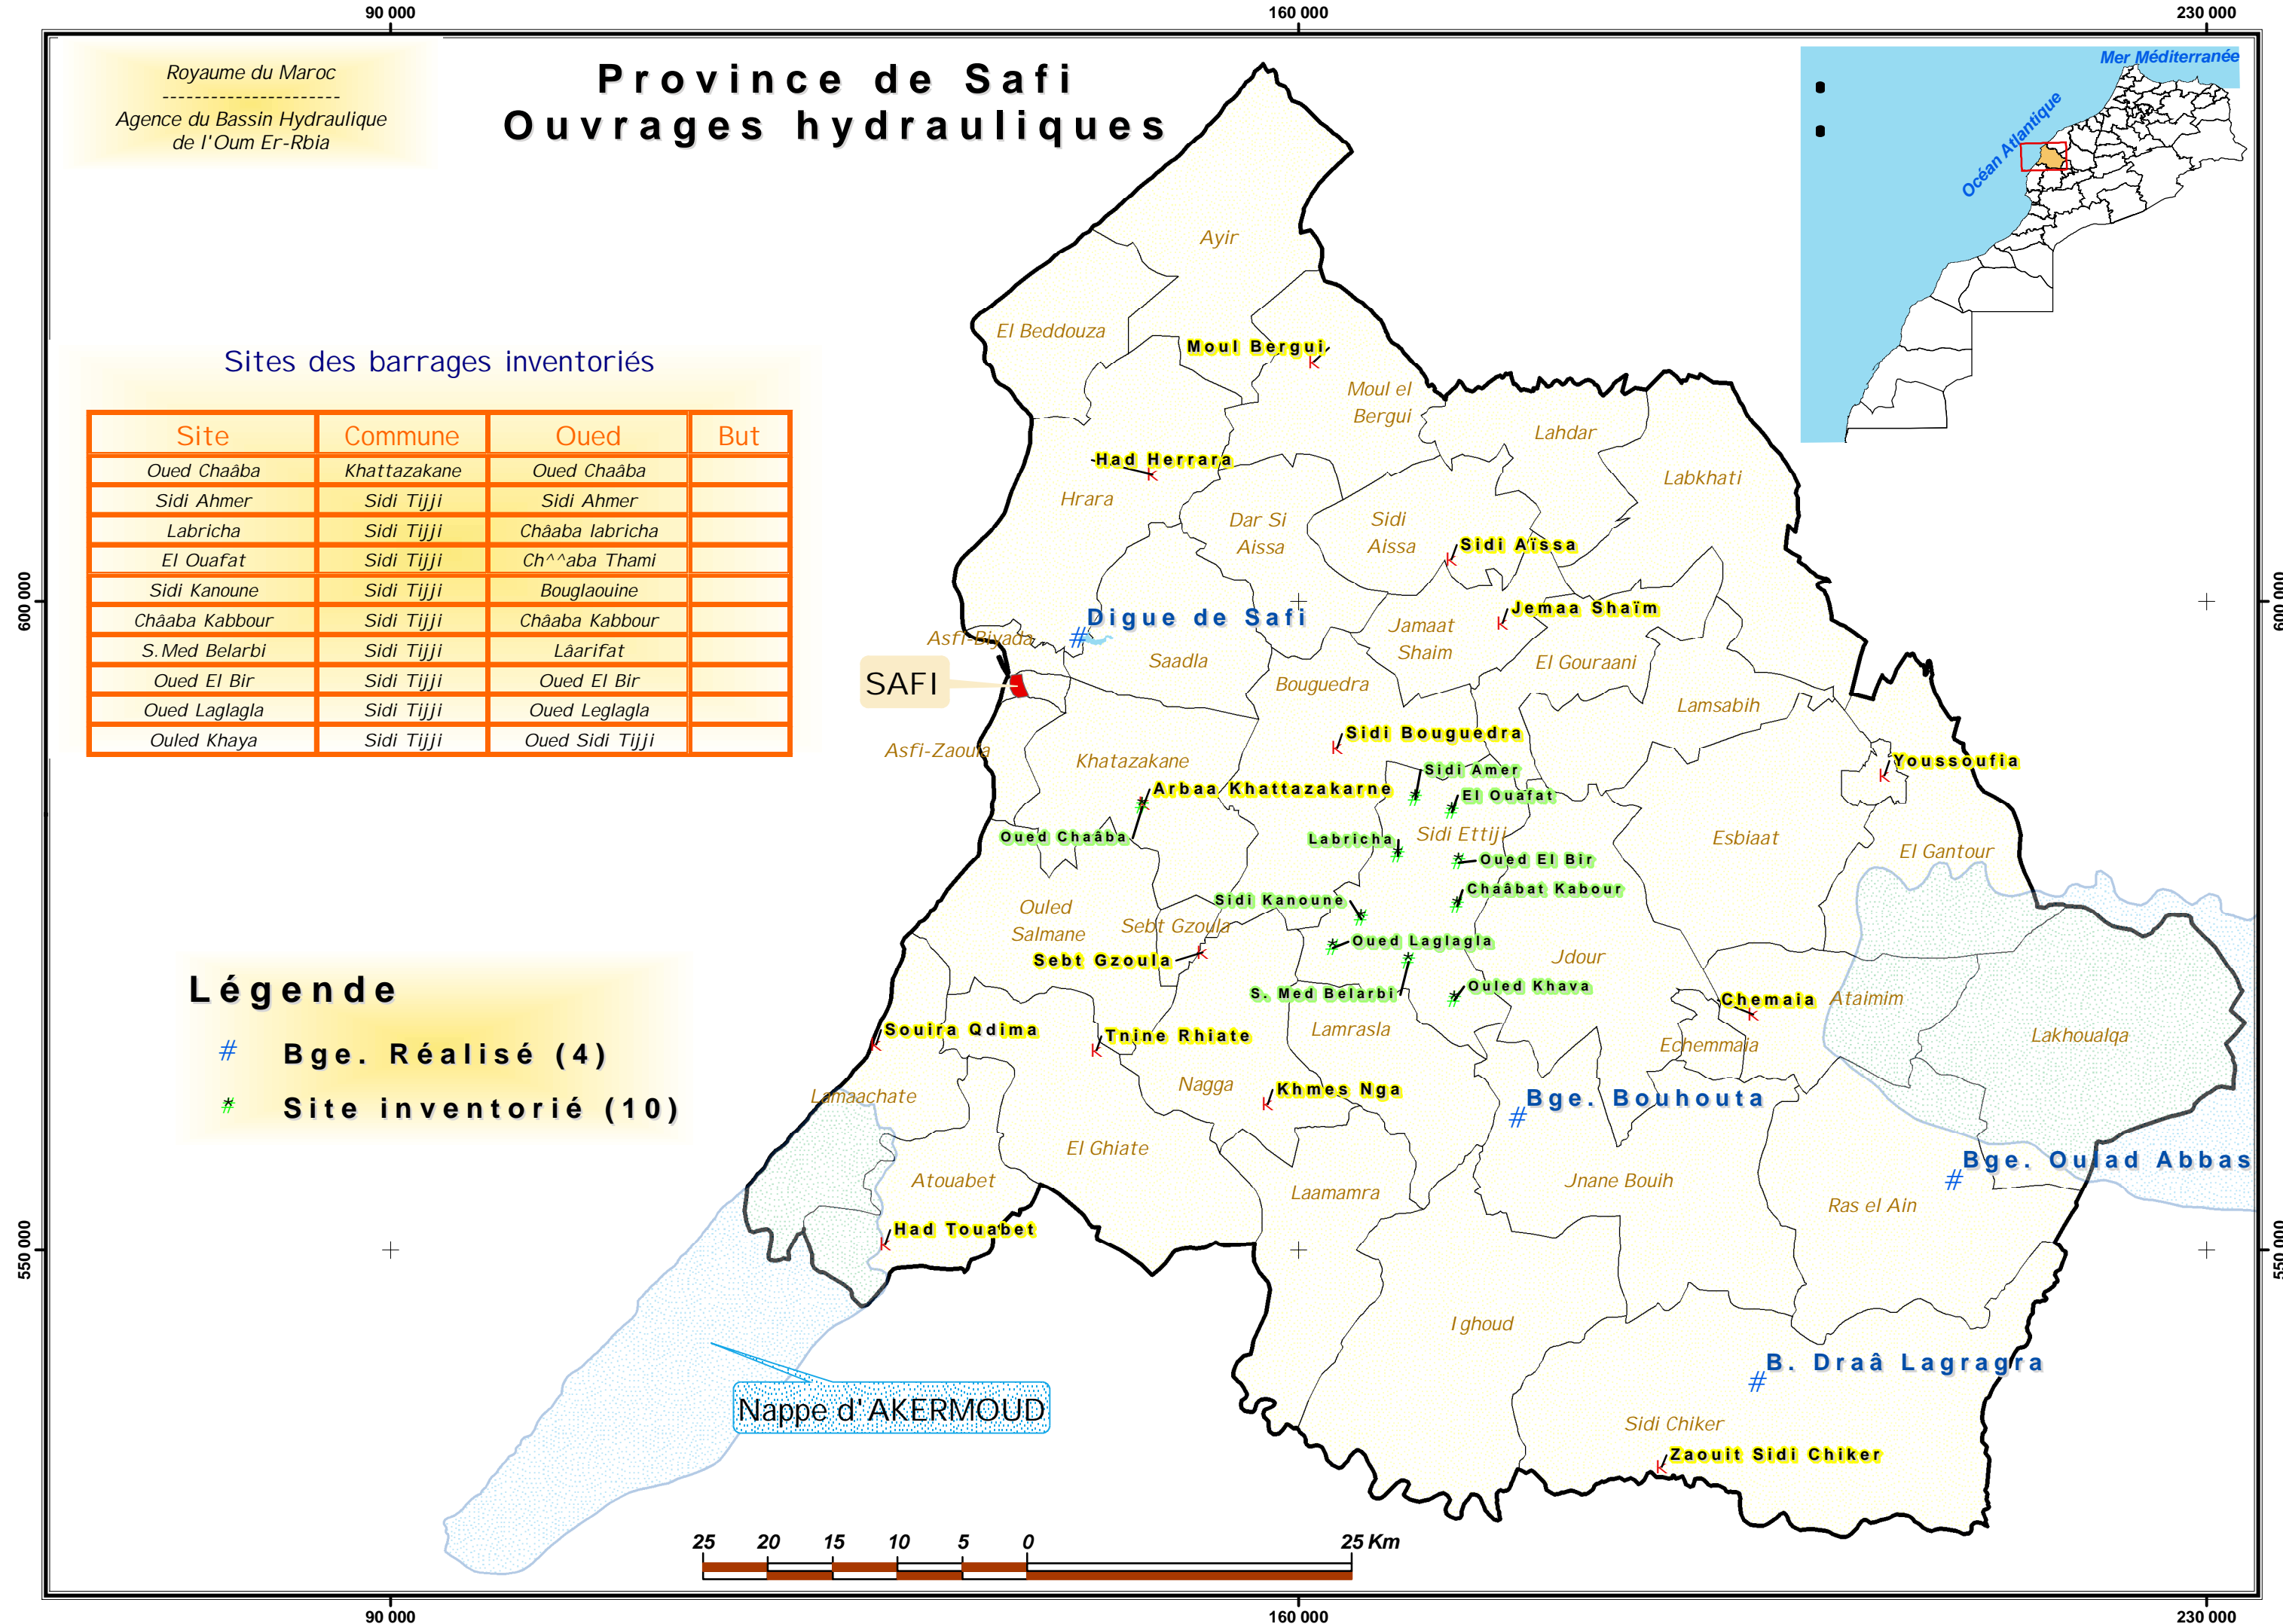 90 000
160 000
230 000
Royaume du Maroc
----------------------
Agence du Bassin Hydraulique
de l'Oum Er-Rbia
Province de Safi
Ouvrages hydrauliques
Mer Méditerranée
Océan Atlantique
:
Sites des barrages inventoriés
Site Commune Oued But
Oued Chaâba Khattazakane Oued Chaâba
Sidi Ahmer Sidi Tijji Sidi Ahmer
Labricha Sidi Tijji Châaba labricha
El Ouafat Sidi Tijji Ch^^aba Thami
Sidi Kanoune Sidi Tijji Bouglaouine
Châaba Kabbour Sidi Tijji Châaba Kabbour
S.Med Belarbi Sidi Tijji Lâarifat
Oued El Bir Sidi Tijji Oued El Bir
Oued Laglagla Sidi Tijji Oued Leglagla
Ouled Khaya Sidi Tijji Oued Sidi Tijji
Légende
# Bge. Réalisé (4)
Site inventorié (10)
Ayir
El Beddouza
Moul Bergui
Moul el
Bergui
Lahdar
Had Herrara
Hrara
Labkhati
Dar Si
Aissa
Sidi
Aissa
Sidi Aïssa
600 000
600 000
Jemaa Shaïm
Digue de Safi
Asfi-Biyada
Jamaat
Shaim
Saadla
El Gouraani
SAFI
Bouguedra
Lamsabih
Sidi Bouguedra
Asfi-Zaouia
Khatazakane
Youssoufia
Sidi Amer
Arbaa Khattazakarne
El Ouafat
Oued Chaâba
Labricha
Sidi Ettiji
Esbiaat
El Gantour
Oued El Bir
Chaâbat Kabour
Sidi Kanoune
Ouled
Salmane
Sebt Gzoula
Oued Laglagla
Sebt Gzoula
Jdour
Ouled Khava
S. Med Belarbi
Chemaia
Ataimim
Souira Qdima
Tnine Rhiate
Lamrasla
Lakhoualqa
Echemmaia
Nagga
Khmes Nga
Lamaachate
Bge. Bouhouta
El Ghiate
Bge. Oulad Abbas
Atouabet
Laamamra
Jnane Bouih
Ras el Ain
Had Touabet
550 000
550 000
Ighoud
B. Draâ Lagragra
Nappe d'AKERMOUD
Sidi Chiker
Zaouit Sidi Chiker
25 20 15 10 5 0 25 Km
90 000
160 000
230 000